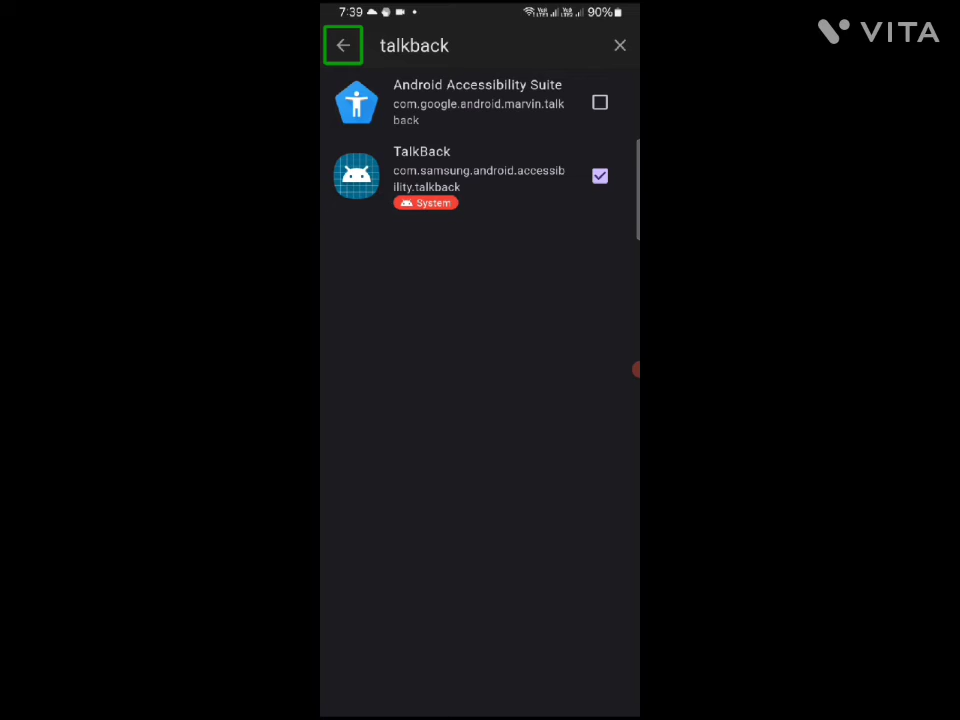 7:39
90%
VITA
talkback
Android Accessibility Suite
com.google.android.marvin.talk
back
TalkBack
com.samsung.android.accessib
ility.talkback
System